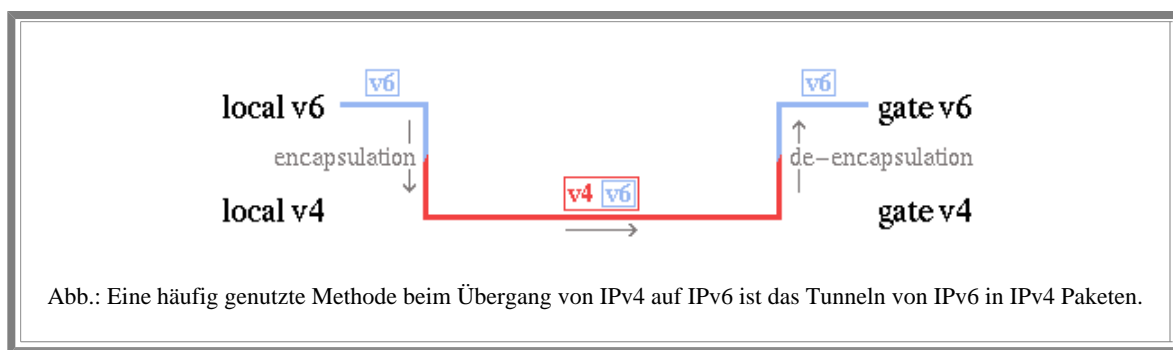 v6 v6
local v6 gate v6
encapsulation de-encapsulation
v4 v6
local v4 gate v4
Abb.: Eine häufig genutzte Methode beim Übergang von IPv4 auf IPv6 ist das Tunneln von IPv6 in IPv4 Paketen.